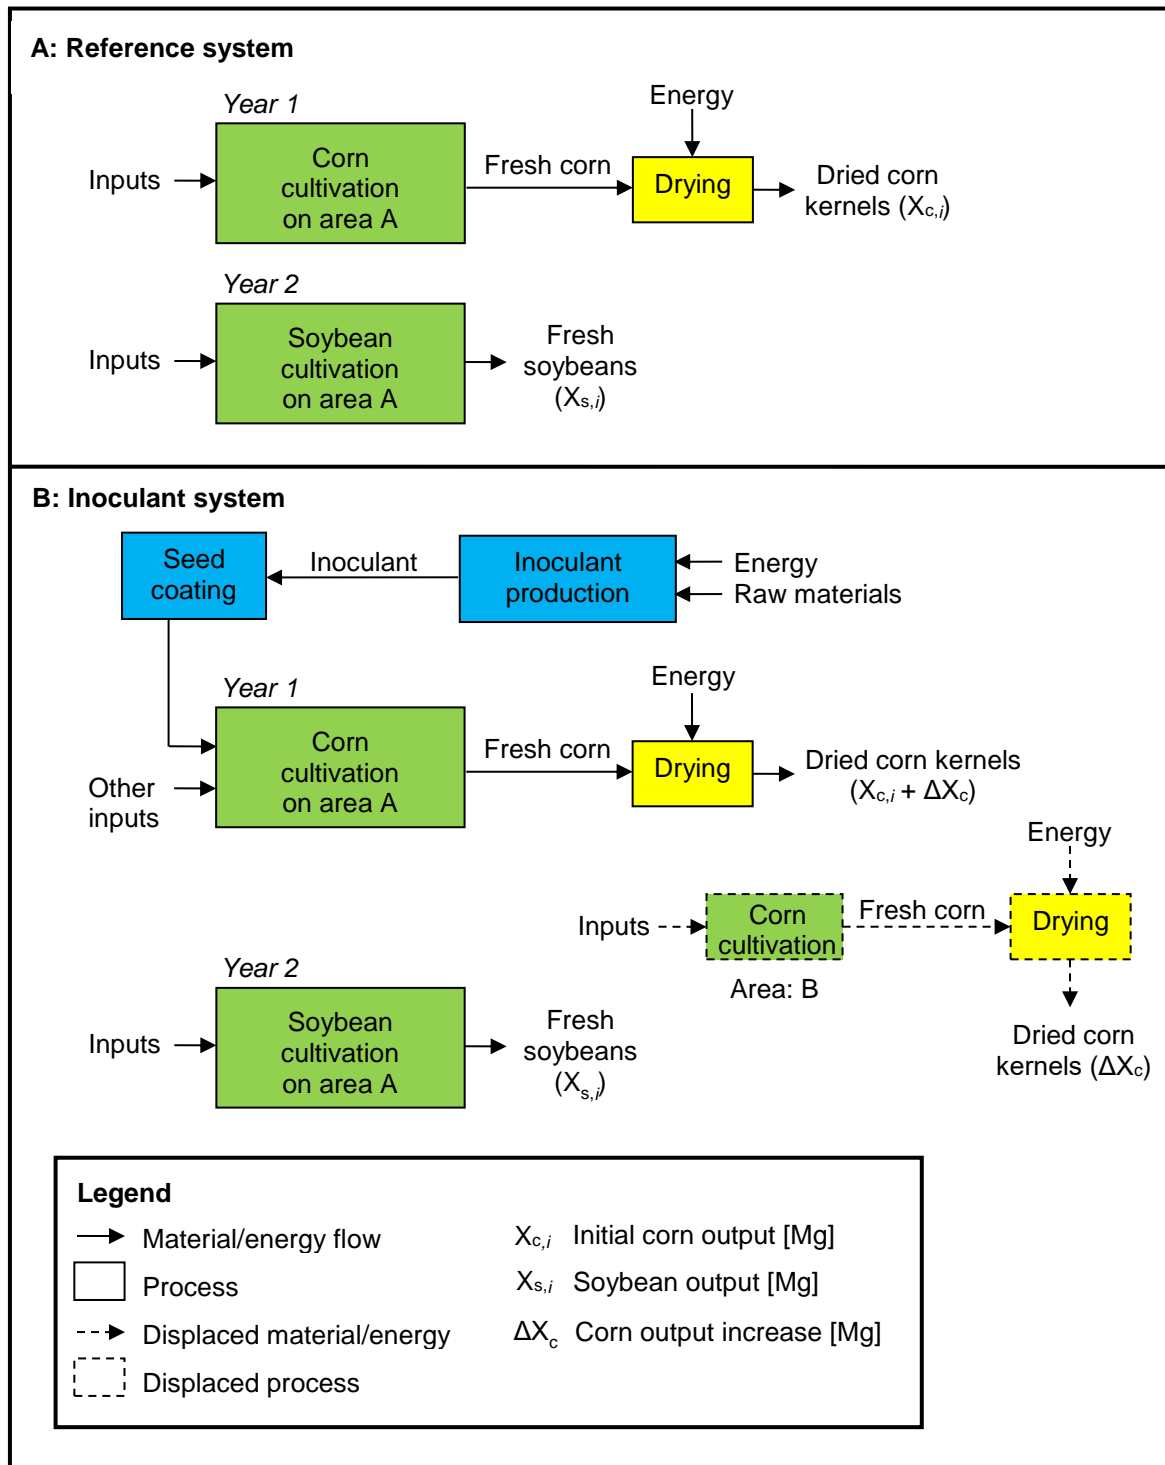 A: Reference system
Year 1
Energy
Inputs
Corn
cultivation
on area A
Fresh corn
Drying
Dried corn
kernels (Xc,i)
Year 2
Inputs
Soybean
cultivation
on area A
Fresh
soybeans
(Xs,i)
B: Inoculant system
Seed
coating
Inoculant
Inoculant
production
Energy
Raw materials
Year 1
Energy
Corn
cultivation
on area A
Other
inputs
Fresh corn
Drying
Dried corn kernels
(Xc,i + ΔXc)
Energy
Inputs
Corn
cultivation
Fresh corn
Drying
Area: B
Dried corn
kernels (ΔXc)
Year 2
Inputs
Soybean
cultivation
on area A
Fresh
soybeans
(Xs,i)
Legend
Material/energy flow
Process
Displaced material/energy
Displaced process
Xc,i Initial corn output [Mg]
Xs,i Soybean output [Mg]
ΔXc Corn output increase [Mg]